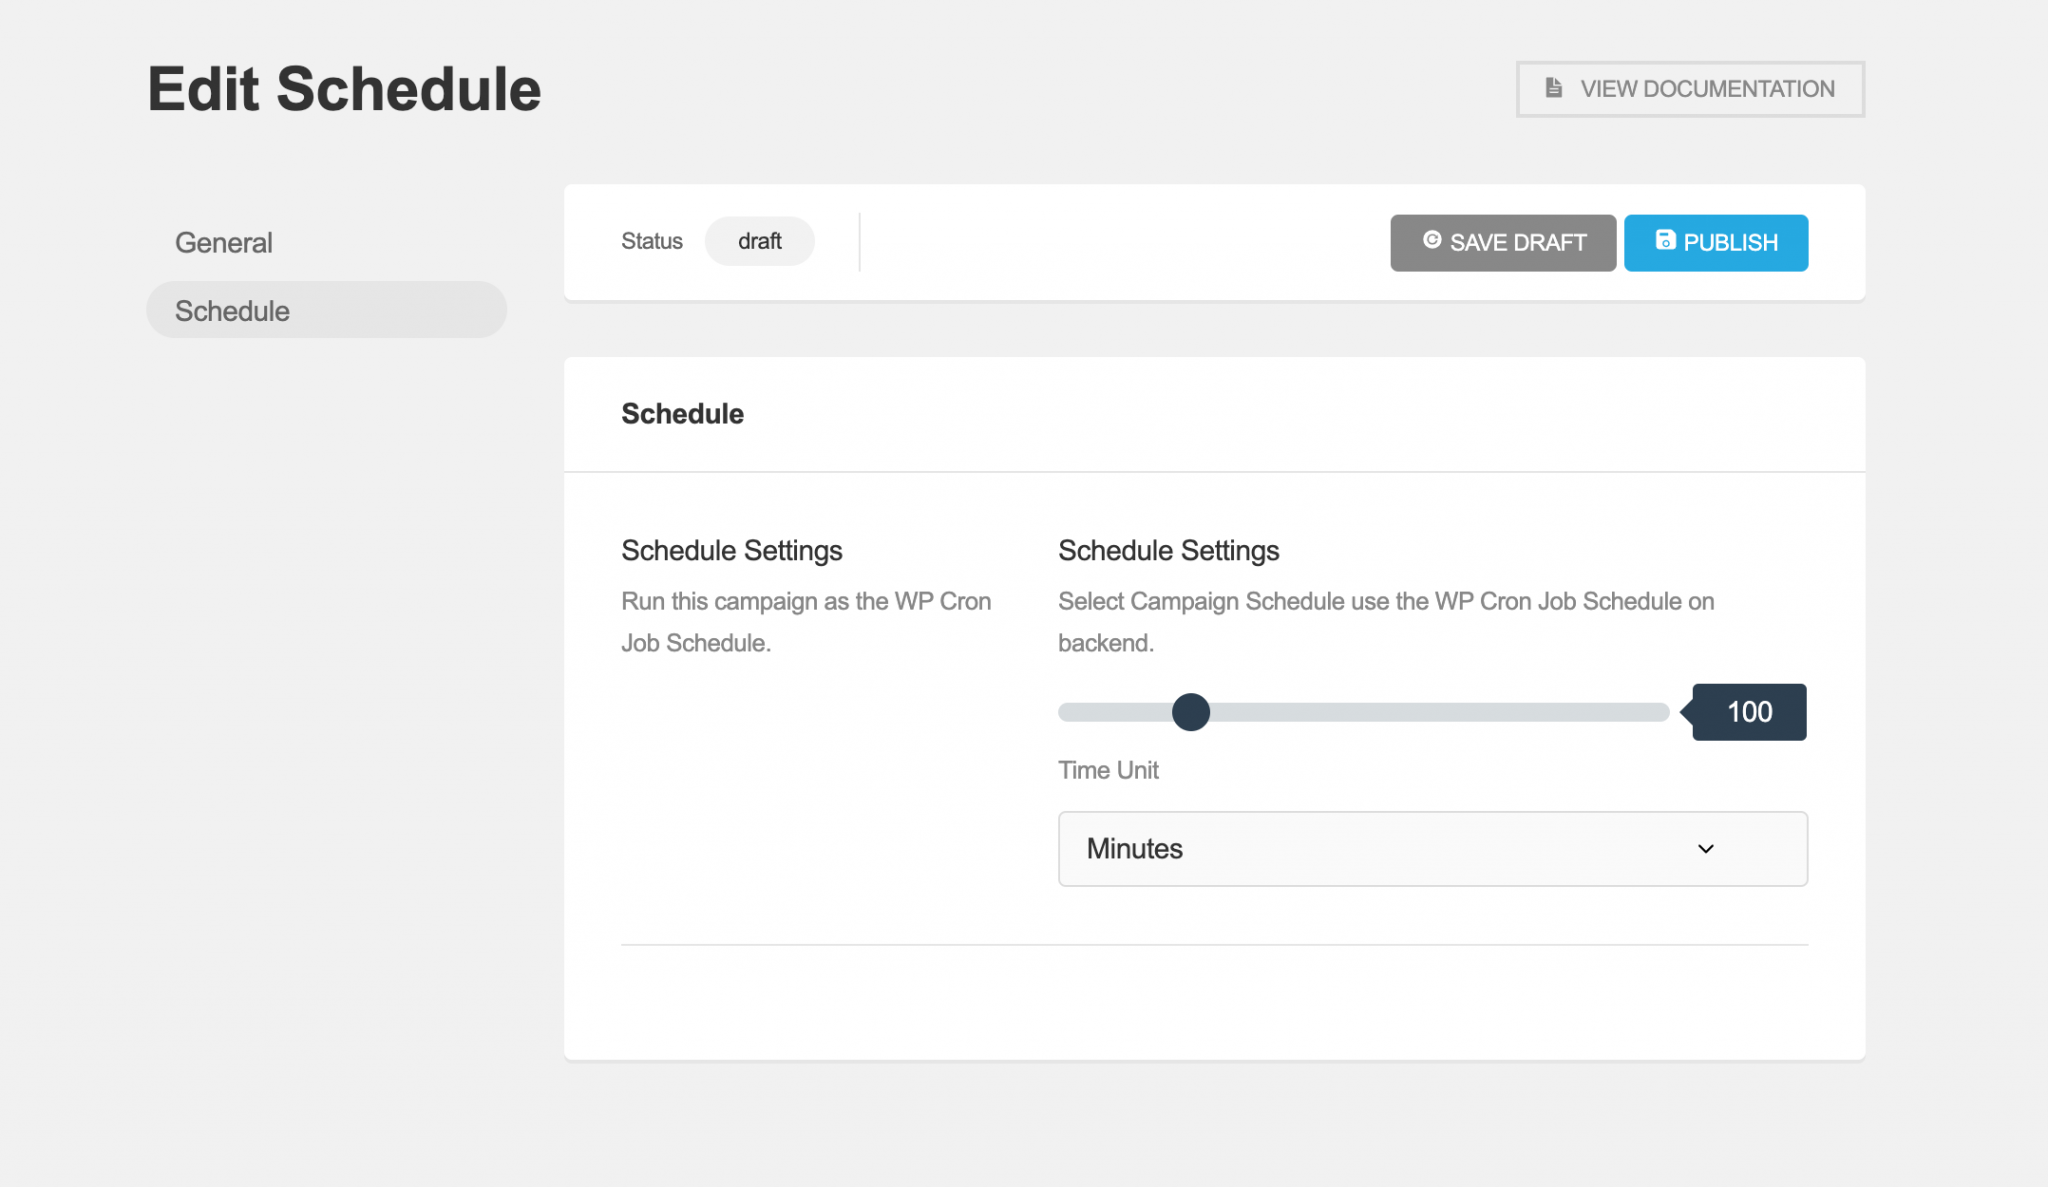 Edit Schedule
VIEW DOCUMENTATION
General
Schedule
Status
draft
SAVE DRAFT
PUBLISH
Schedule
Schedule Settings
Run this campaign as the WP Cron
Job Schedule.
Schedule Settings
Select Campaign Schedule use the WP Cron Job Schedule on
backend.
100
Time Unit
Minutes